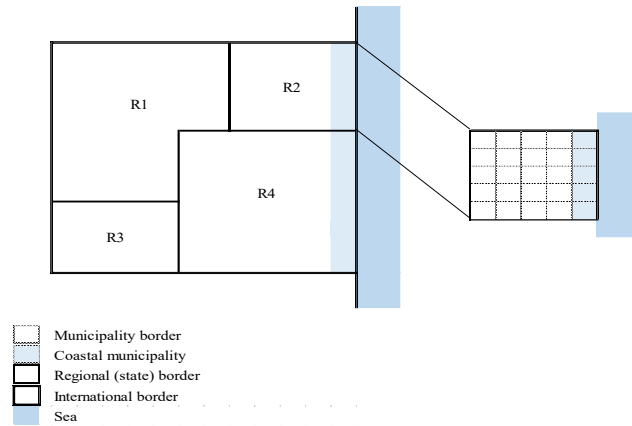 R1
R2
R4
R3
Municipality border
Coastal municipality
Regional (state) border
International border
Sea